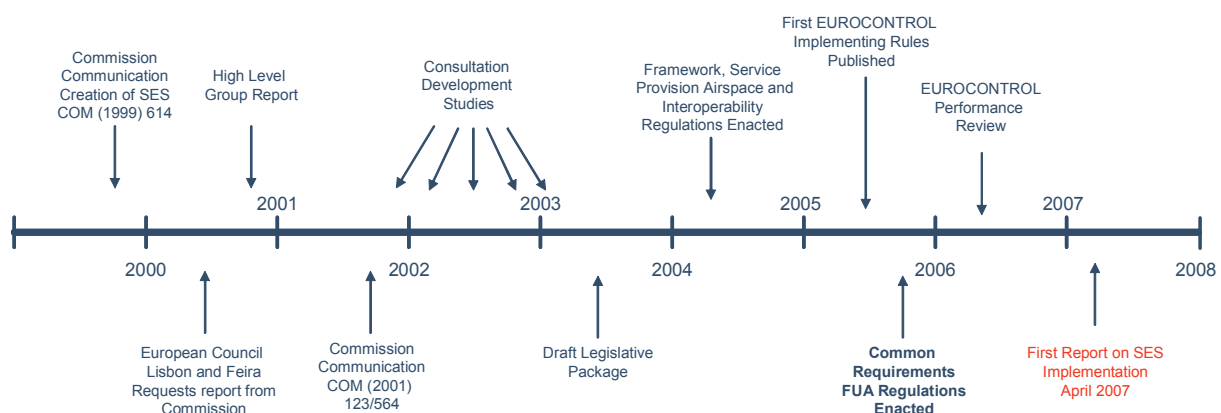 Commission
Communication
Creation of SES
COM (1999) 614
High Level
Group Report
Consultation
Development
Studies
Framework, Service
Provision Airspace and
Interoperability
Regulations Enacted
First EUROCONTROL
Implementing Rules
Published
EUROCONTROL
Performance
Review
2001
2003
2005
2007
2000
2002
2004
2006
2008
European Council
Lisbon and Feira
Requests report from
Commission
Commission
Communication
COM (2001)
123/564
Draft Legislative
Package
Common
Requirements
FUA Regulations
Enacted
First Report on SES
Implementation
April 2007